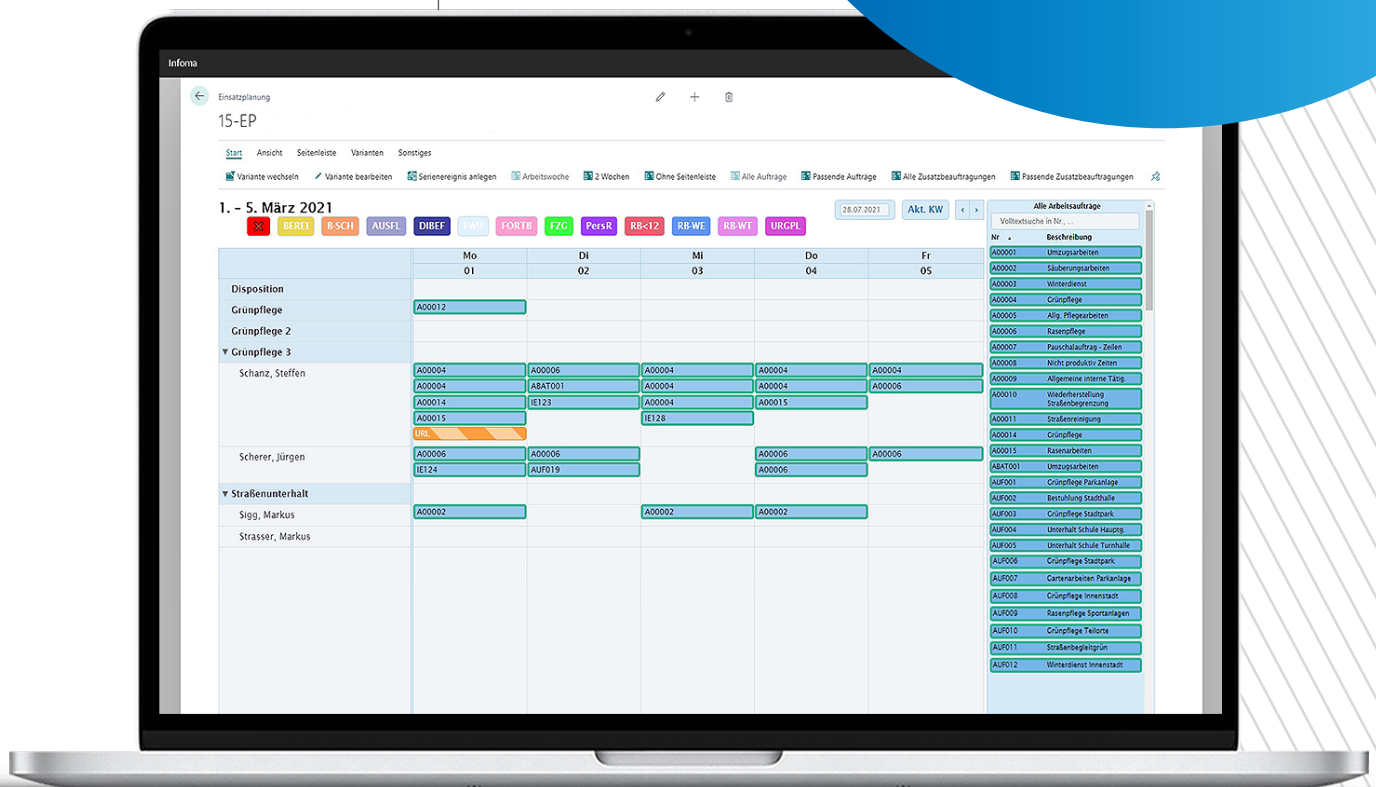 Infoma
Einsatzplanung
15-EP
Start Ansicht Seitenleiste Varianten Sonstiges
Variante wechseln Variante bearbeiten Serienereignis anlegen Arbeitswoche 2 Wochen Ohne Seitenleiste Alle Aufträge Passende Aufträge Alle Zusatzbeauftragungen Passende Zusatzbeauftragungen
1. - 5. März 2021
28.07.2021 Akt. KW
BEREI B-SCH AUSFL DIBEF FWU FORTB FZG PersR RB<12 RB-WE RB-WT URGPL
Mo Di Mi Do Fr
01 02 03 04 05
Disposition
Grünpflege A00012
Grünpflege 2
Grünpflege 3
Schanz, Steffen
A00004 A00006 A00004 A00004 A00004
A00004 ABAT001 A00004 A00004 A00006
A00014 IE123 A00004 A00015
A00015 IE128
URL
Scherer, Jürgen
A00006 A00006 A00006 A00006
IE124 AUF019 A00006
Straßenunterhalt
Sigg, Markus A00002 A00002 A00002
Strasser, Markus
Alle Arbeitsaufträge
Volltextsuche in Nr., ...
Nr Beschreibung
A00001 Umzugsarbeiten
A00002 Säuberungsarbeiten
A00003 Winterdienst
A00004 Grünpflege
A00005 Allg. Pflegearbeiten
A00006 Rasenpflege
A00007 Pauschalauftrag - Zeilen
A00008 Nicht produktiv Zeiten
A00009 Allgemeine interne Tätig.
A00010 Wiederherstellung
Straßenbegrenzung
A00011 Straßenreinigung
A00014 Grünpflege
A00015 Rasenarbeiten
ABAT001 Umzugsarbeiten
AUF001 Grünpflege Parkanlage
AUF002 Bestuhlung Stadthalle
AUF003 Grünpflege Stadtpark
AUF004 Unterhalt Schule Hauptg.
AUF005 Unterhalt Schule Turnhalle
AUF006 Grünpflege Stadtpark
AUF007 Gartenarbeiten Parkanlage
AUF008 Grünpflege Innenstadt
AUF009 Rasenpflege Sportanlagen
AUF010 Grünpflege Teilorte
AUF011 Straßenbegleitgrün
AUF012 Winterdienst Innenstadt